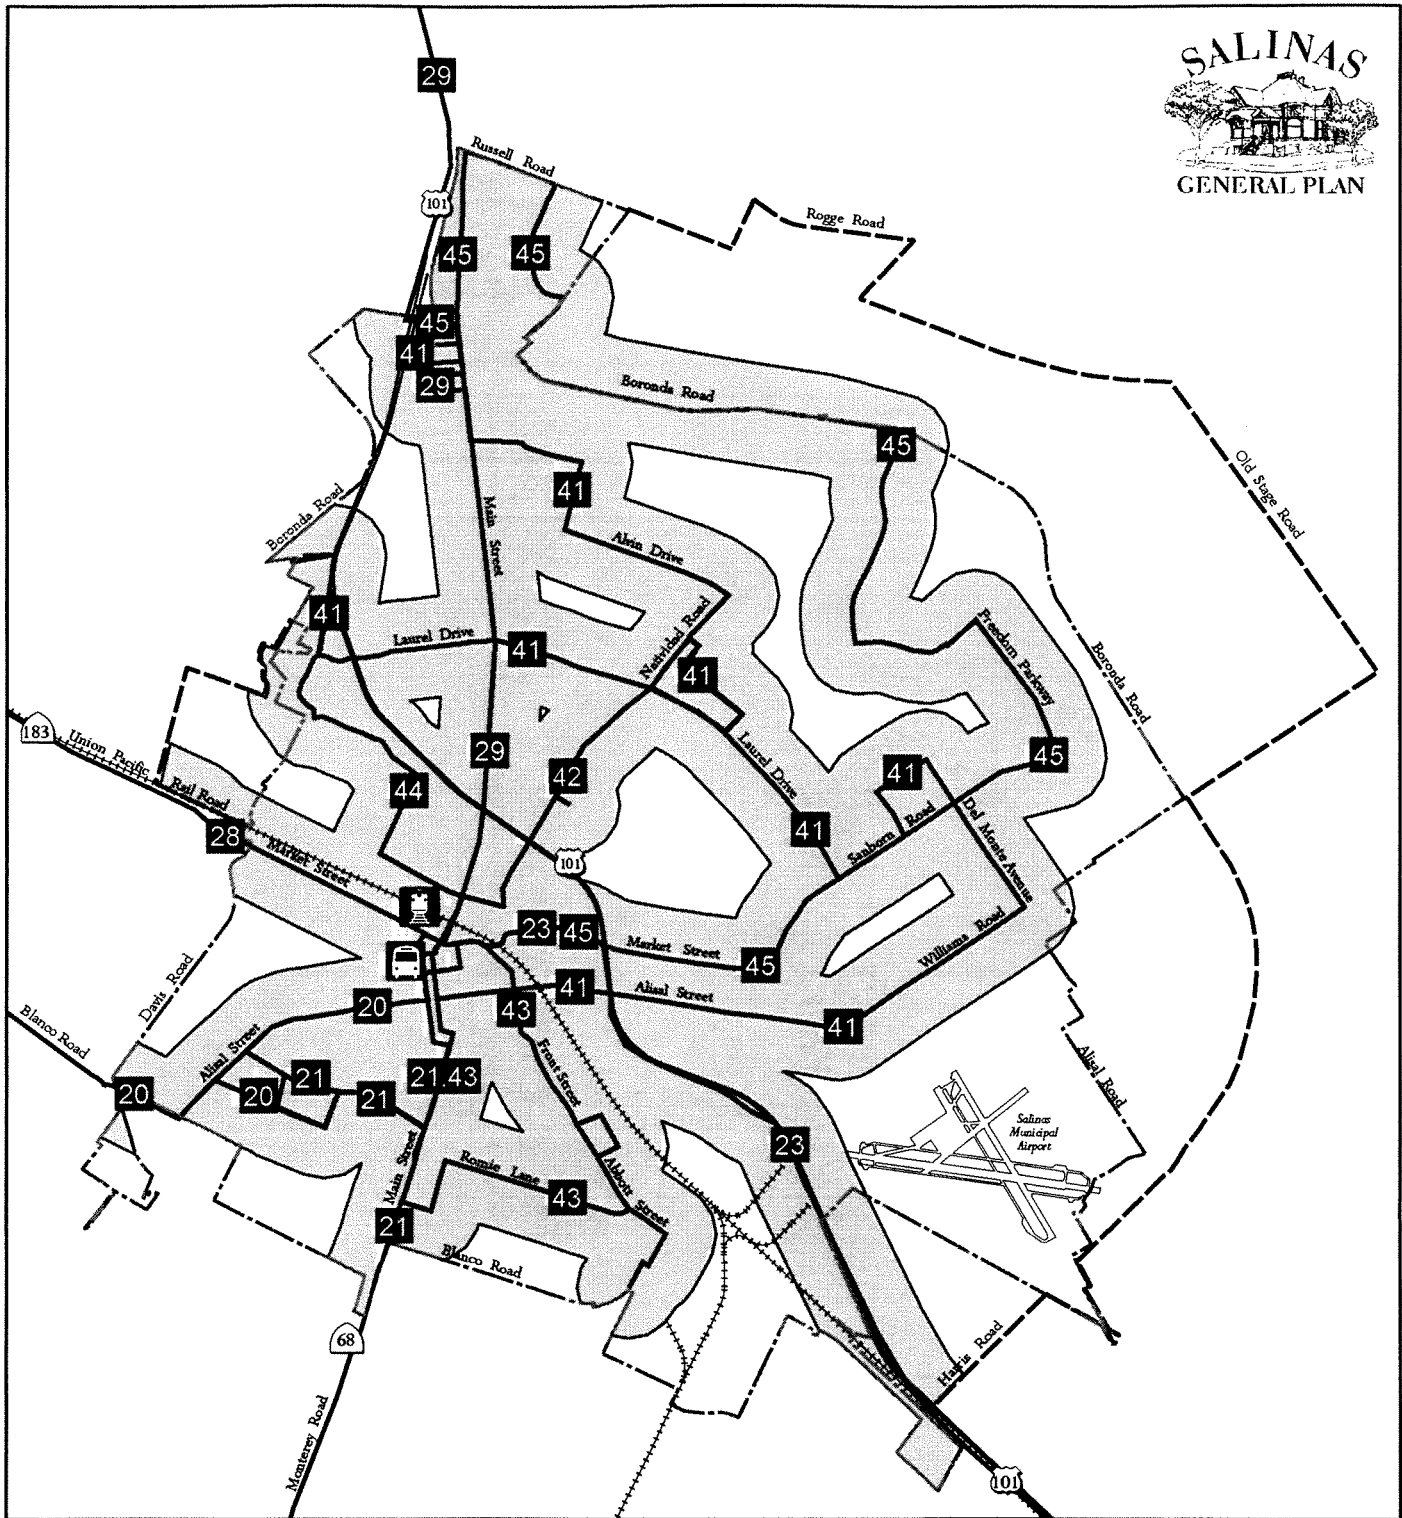 SALINAS
GENERAL PLAN
29
Russell Road
101
Rogge Road
45
45
45
41
29
Boronda Road
45
Old Stage Road
41
Main Street
Boronda Road
Alvin Drive
41
Laurel Drive
41
Natividad Road
41
Freedom Parkway
Boronda Road
183
Union Pacific Rail Road
29
42
44
Laurel Drive
41
45
28
Market Street
41
Sanborn Road
Del Monte Avenue
101
23
45
Market Street
45
Williams Road
Davis Road
20
43
41
Alisal Street
41
Blanco Road
Alisal Street
Front Street
Alisal Road
20
20
21
21
21.43
Salinas
Municipal
Airport
23
Main Street
Romie Lane
43
Abbott Street
21
Blanco Road
68
Harris Road
Monterey Road
101